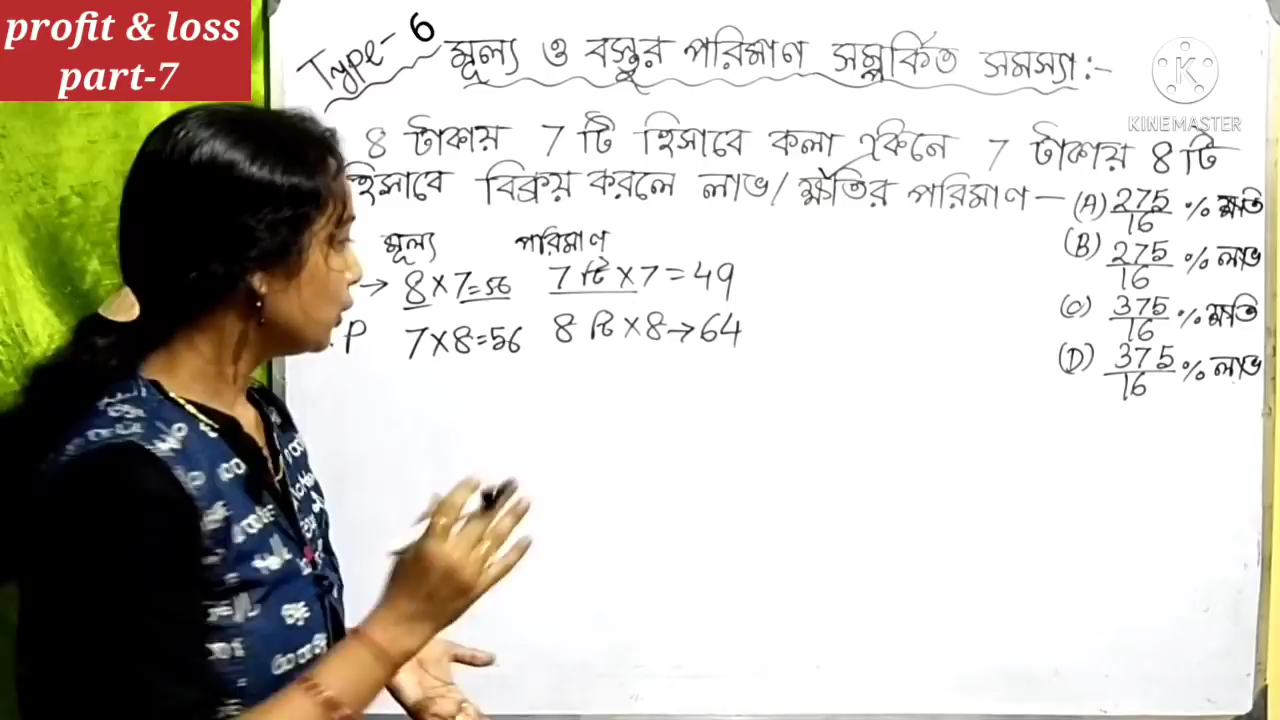 profit & loss
part-7
Type- 6 মূল্য ও বস্তুর পরিমাণ সম্পর্কিত সমস্যা:-
8 টাকায় 7 টি হিসাবে কলা কিনে 7 টাকায় 8 টি
হিসাবে বিক্রয় করলে লাভ/ক্ষতির পরিমাণ—
(A) 275/16 % ক্ষতি
(B) 275/16 % লাভ
(C) 375/16 % ক্ষতি
(D) 375/16 % লাভ
মূল্য পরিমাণ
→ 8×7=56 7 টি ×7=49
.P 7×8=56 8 টি ×8→64
KINEMASTER